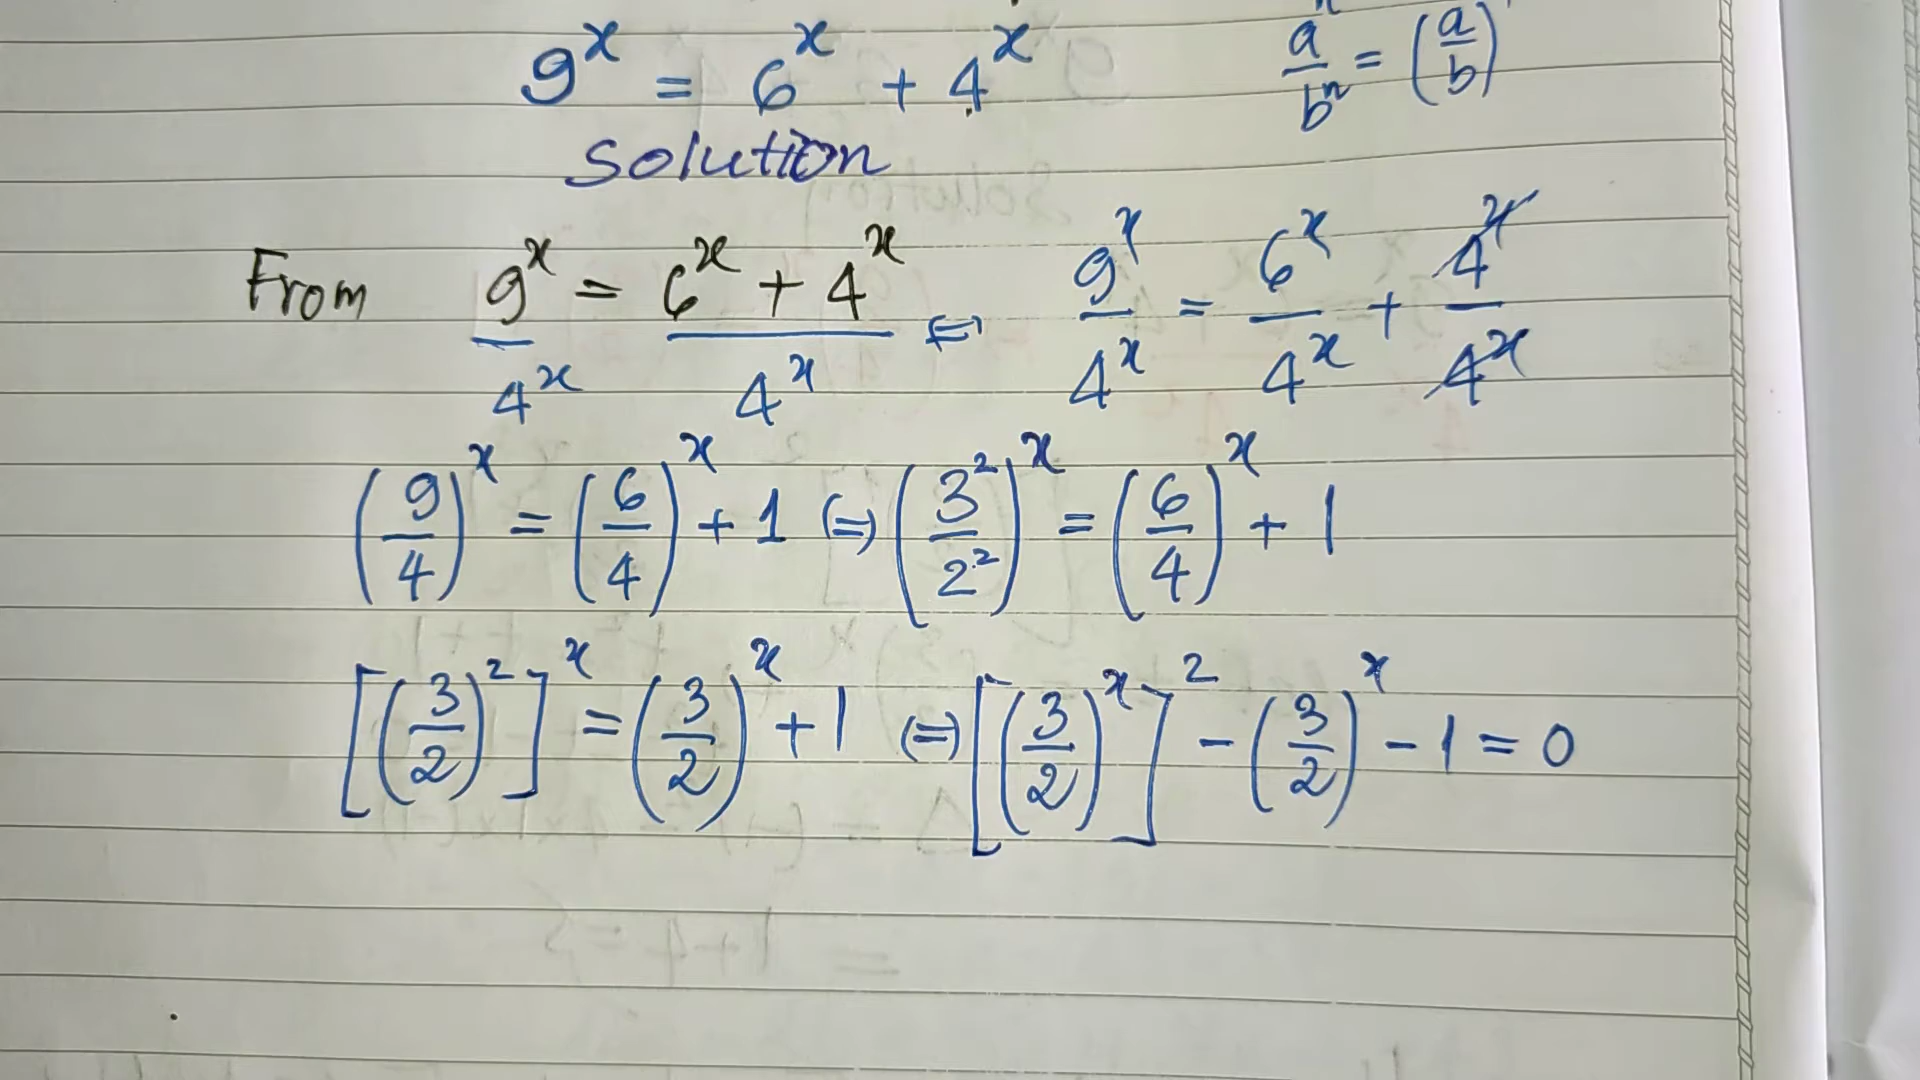 9^x = 6^x + 4^x    a^n/b^n = (a/b)
Solution
From 9^x/4^x = (6^x + 4^x)/4^x ⇔ 9^x/4^x = 6^x/4^x + 4^x/4^x
(9/4)^x = (6/4)^x + 1 ⇔ (3^2/2^2)^x = (6/4)^x + 1
[(3/2)^2]^x = (3/2)^x + 1 ⇔ [(3/2)^x]^2 - (3/2)^x - 1 = 0